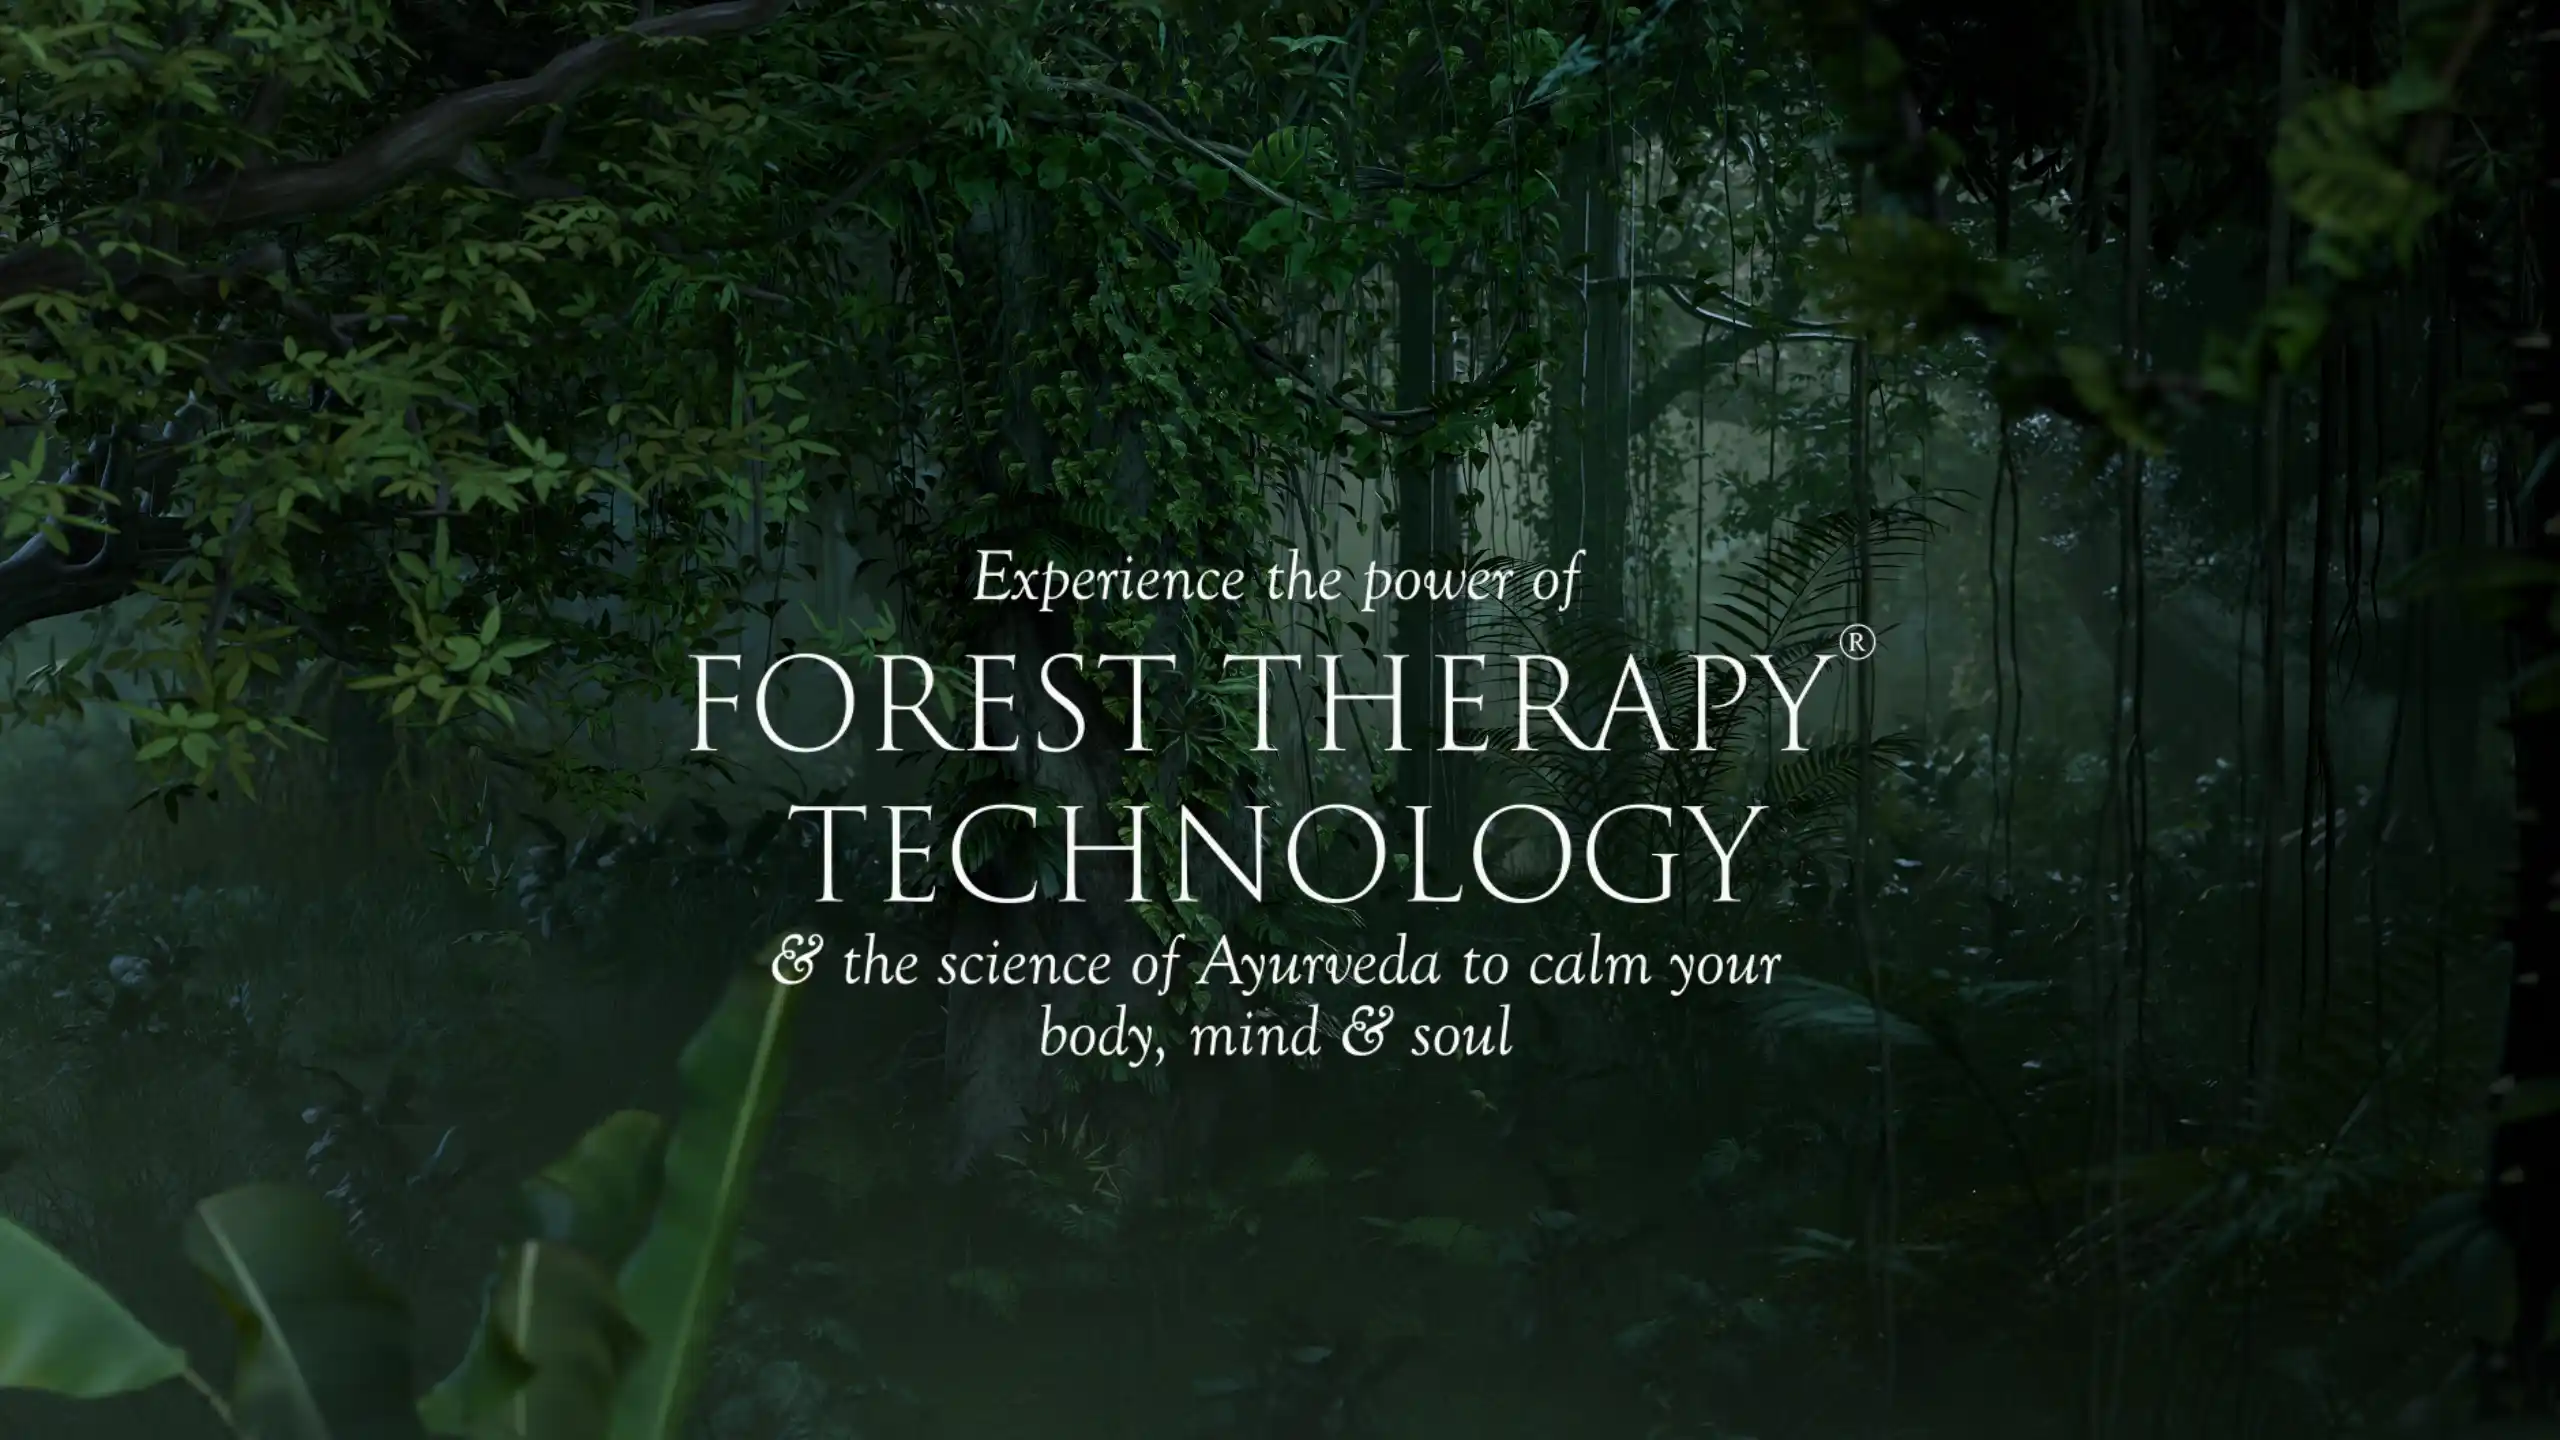 Experience the power of
FOREST THERAPY®
TECHNOLOGY
& the science of Ayurveda to calm your
body, mind & soul